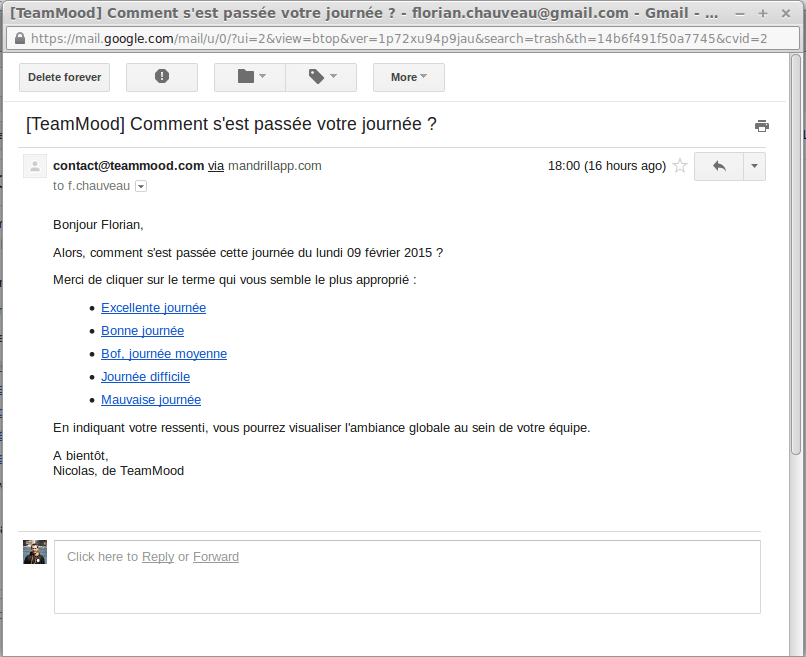 [TeamMood] Comment s'est passée votre journée ? - florian.chauveau@gmail.com - Gmail - ...
https://mail.google.com/mail/u/0/?ui=2&view=btop&ver=1p72xu94p9jau&search=trash&th=14b6f491f50a7745&cvid=2
Delete forever
More
[TeamMood] Comment s'est passée votre journée ?
contact@teammood.com via mandrillapp.com
18:00 (16 hours ago)
to f.chauveau
Bonjour Florian,
Alors, comment s'est passée cette journée du lundi 09 février 2015 ?
Merci de cliquer sur le terme qui vous semble le plus approprié :
• Excellente journée
• Bonne journée
• Bof, journée moyenne
• Journée difficile
• Mauvaise journée
En indiquant votre ressenti, vous pourrez visualiser l'ambiance globale au sein de votre équipe.
A bientôt,
Nicolas, de TeamMood
Click here to Reply or Forward